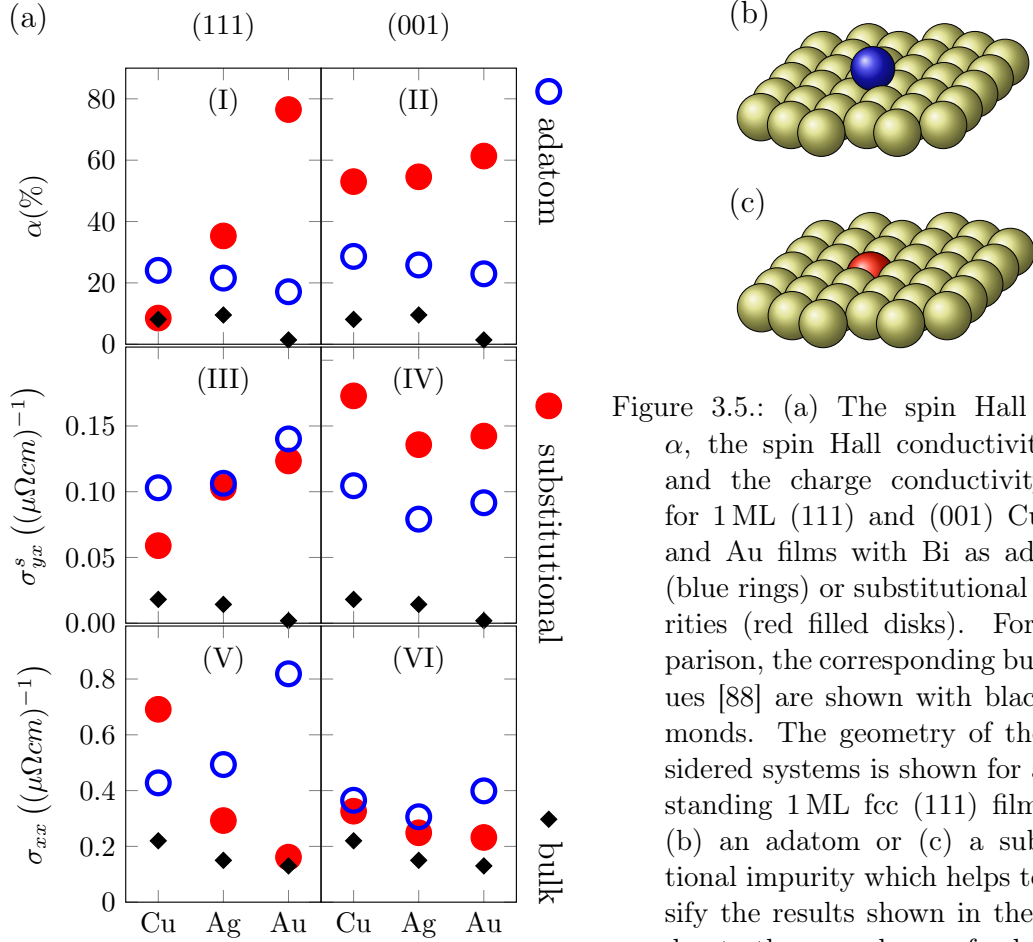 (a)
(111) (001)
80
60
40
20
0
α(%)
(I) (II)
adatom
0.15
0.10
0.05
0.00
σˢ_yx ((μΩcm)⁻¹)
(III) (IV)
substitutional
0.8
0.6
0.4
0.2
0
σ_xx ((μΩcm)⁻¹)
(V) (VI)
bulk
Cu Ag Au Cu Ag Au
(b)
(c)
Figure 3.5.: (a) The spin Hall
α, the spin Hall conductivit
and the charge conductivit
for 1 ML (111) and (001) Cu
and Au films with Bi as ad
(blue rings) or substitutional
rities (red filled disks). For
parison, the corresponding bu
ues [88] are shown with blac
monds. The geometry of the
sidered systems is shown for a
standing 1 ML fcc (111) film
(b) an adatom or (c) a sub
tional impurity which helps to
sify the results shown in the